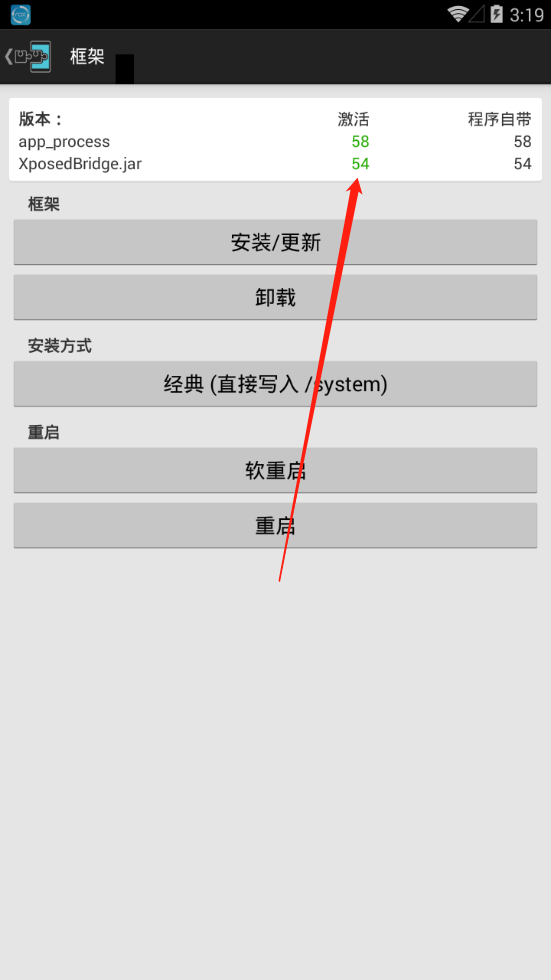 3:19
框架
版本： 激活 程序自带
app_process 58 58
XposedBridge.jar 54 54
框架
安装/更新
卸载
安装方式
经典 (直接写入 /system)
重启
软重启
重启